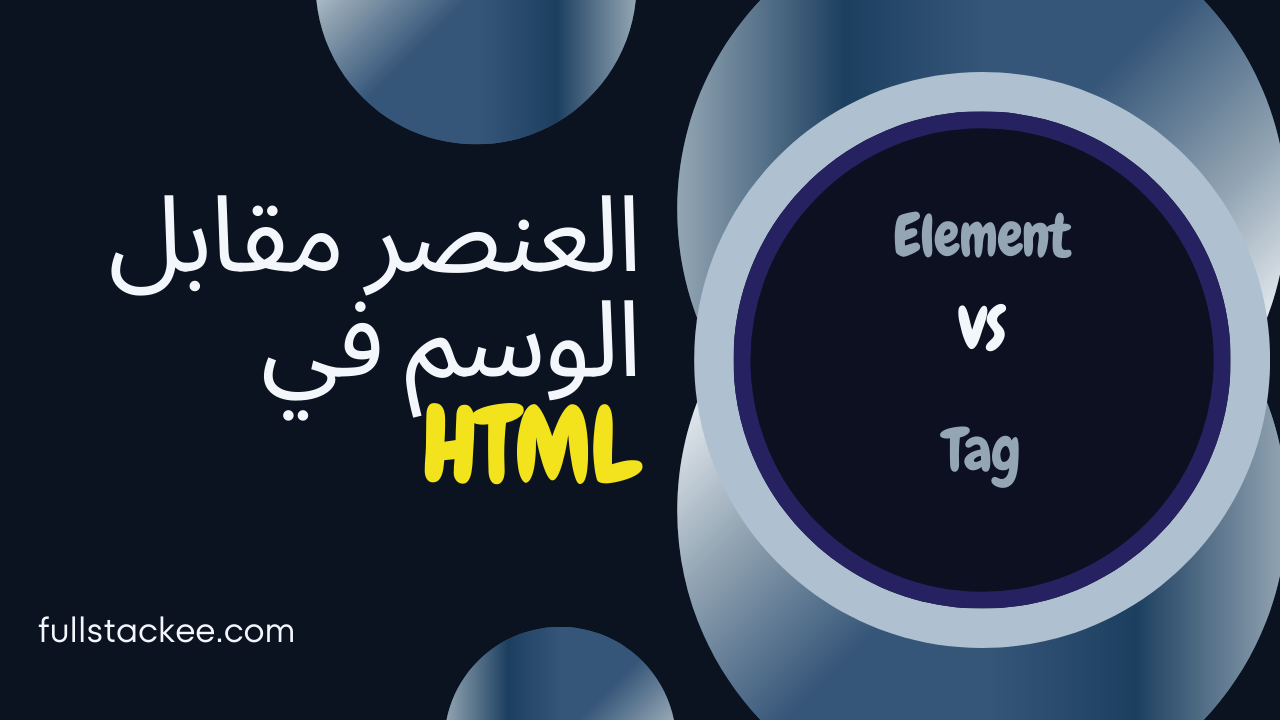 العنصر مقابل
الوسم في
HTML
Element
vs
Tag
fullstackee.com